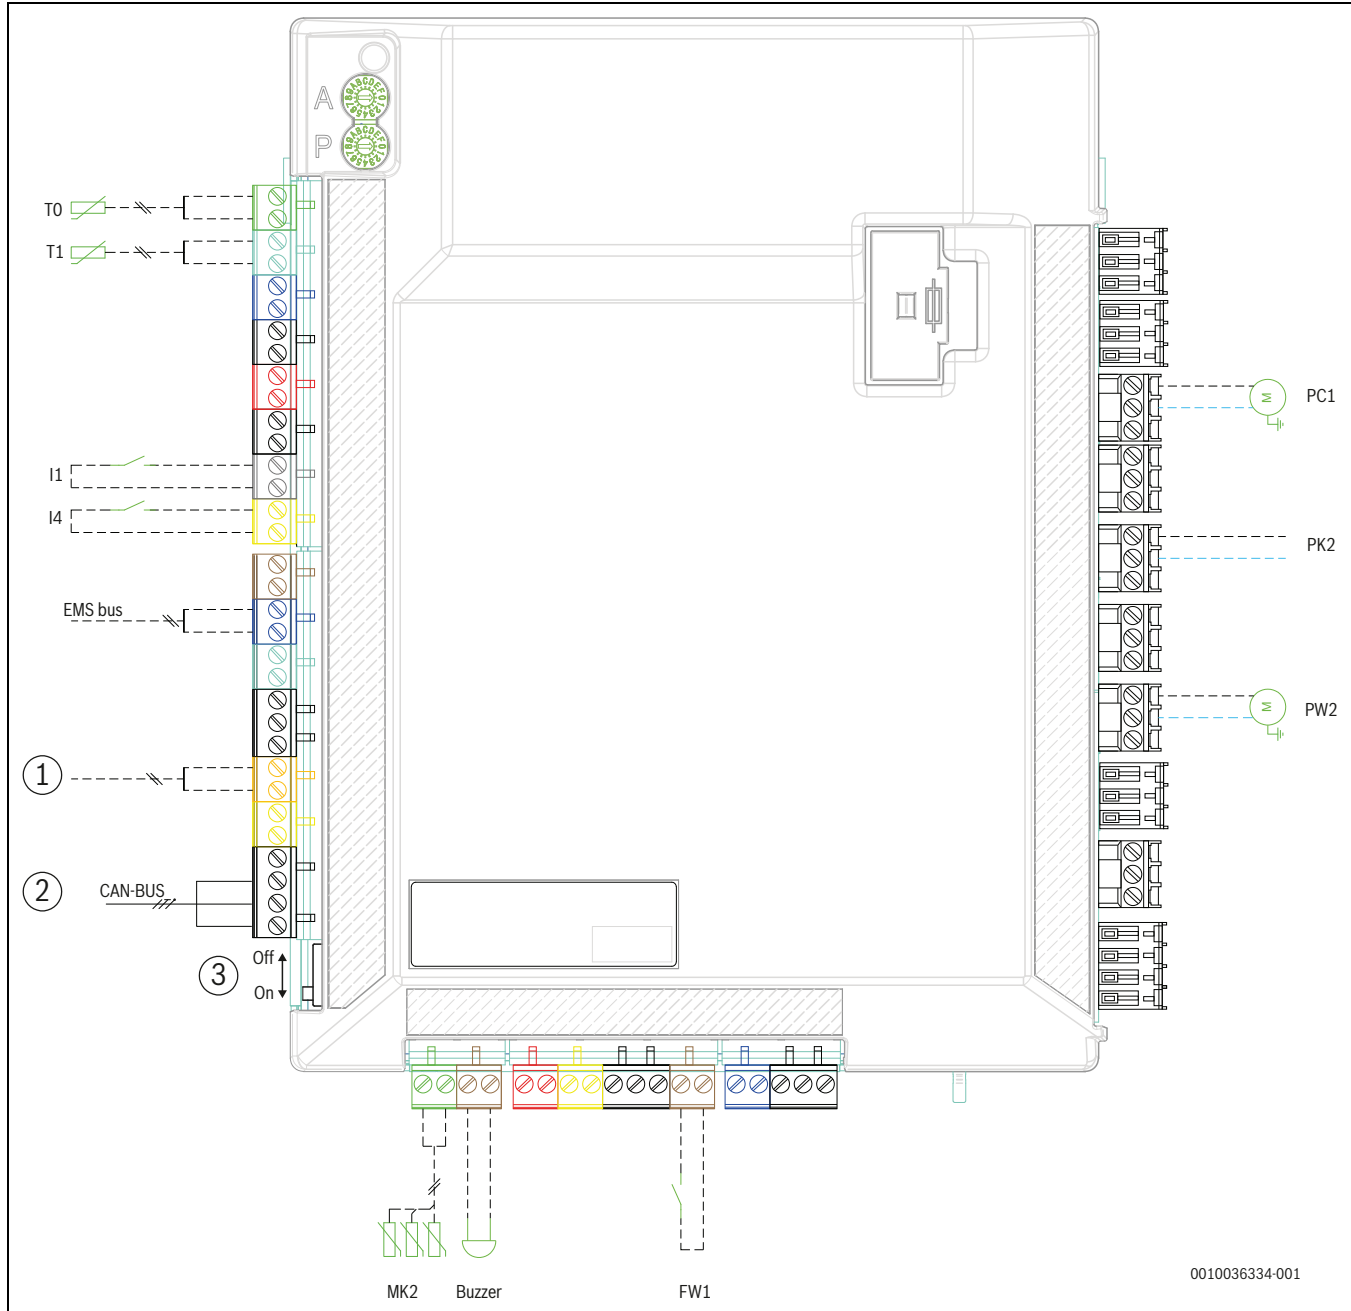 A
P
T0
T1
I1
I4
EMS bus
1
2
CAN-BUS
3
Off
On
PC1
M
PK2
PW2
M
MK2
Buzzer
FW1
0010036334-001